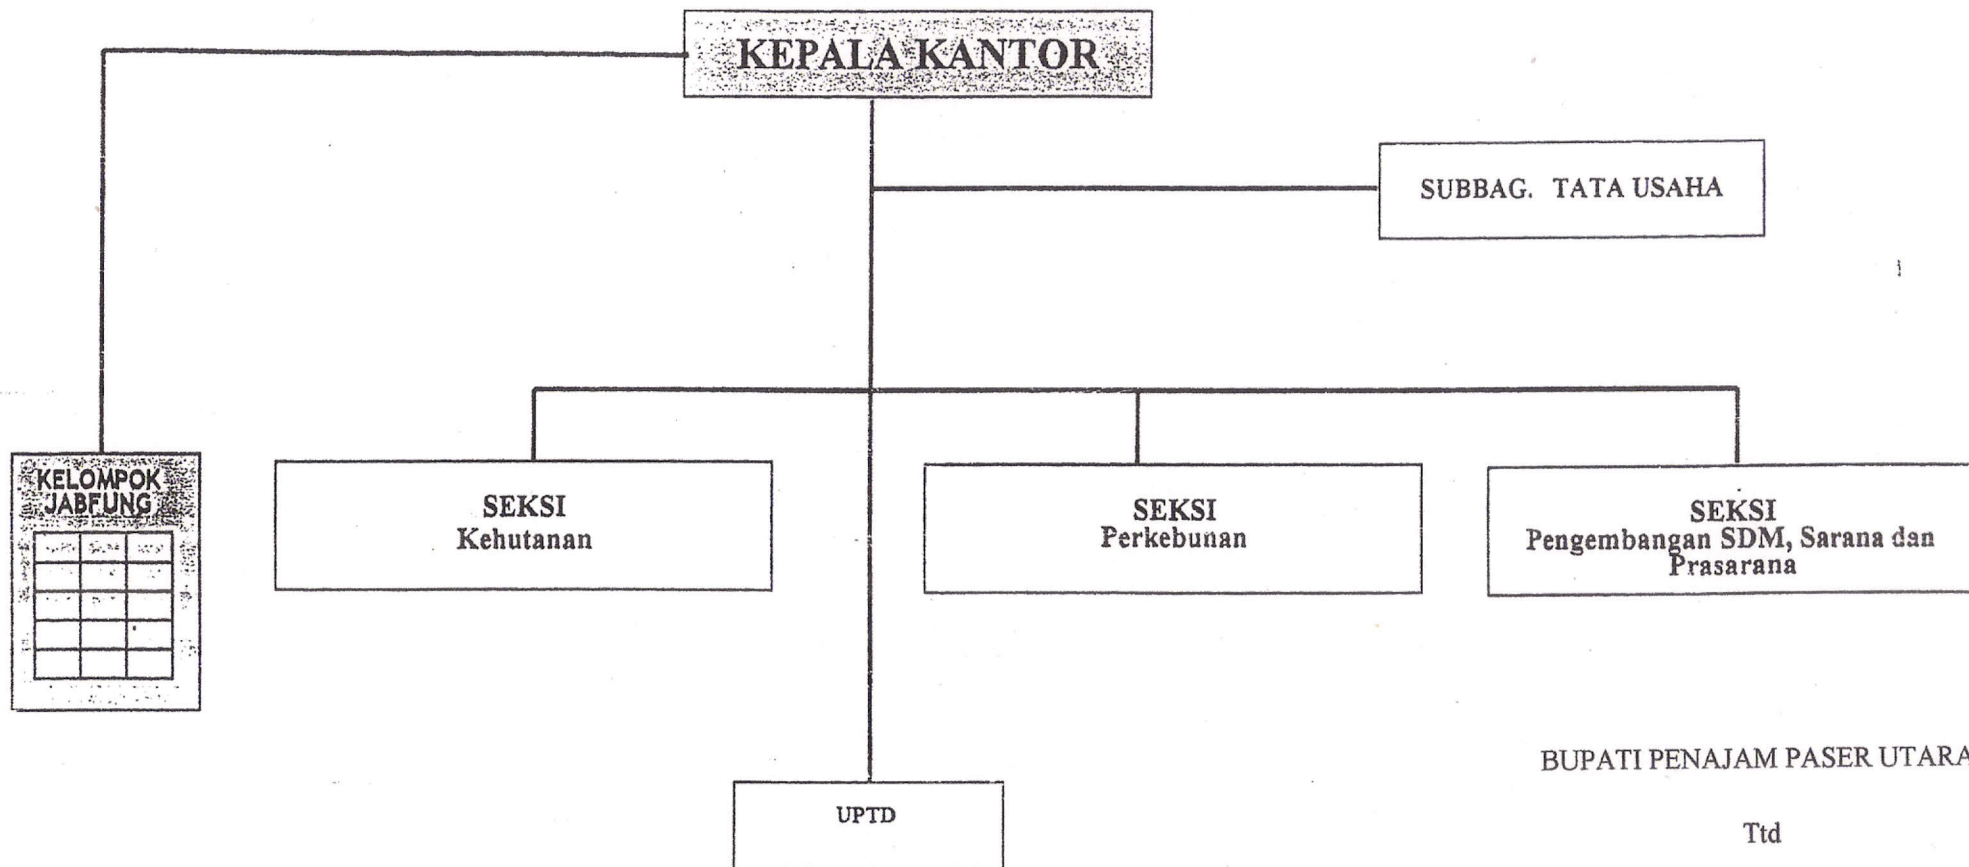 KEPALA KANTOR
SUBBAG. TATA USAHA
KELOMPOK
JABFUNG
SEKSI
Kehutanan
SEKSI
Perkebunan
SEKSI
Pengembangan SDM, Sarana dan
Prasarana
UPTD
BUPATI PENAJAM PASER UTARA
Ttd